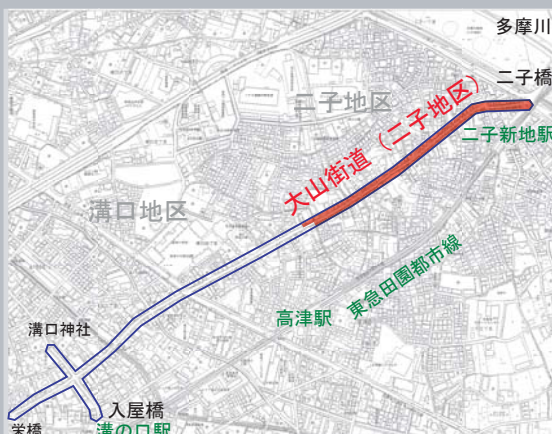 多摩川
二子橋
二子地区
大山街道（二子地区）
二子新地駅
溝口地区
東急田園都市線
高津駅
溝口神社
入屋橋
栄橋
溝の口駅